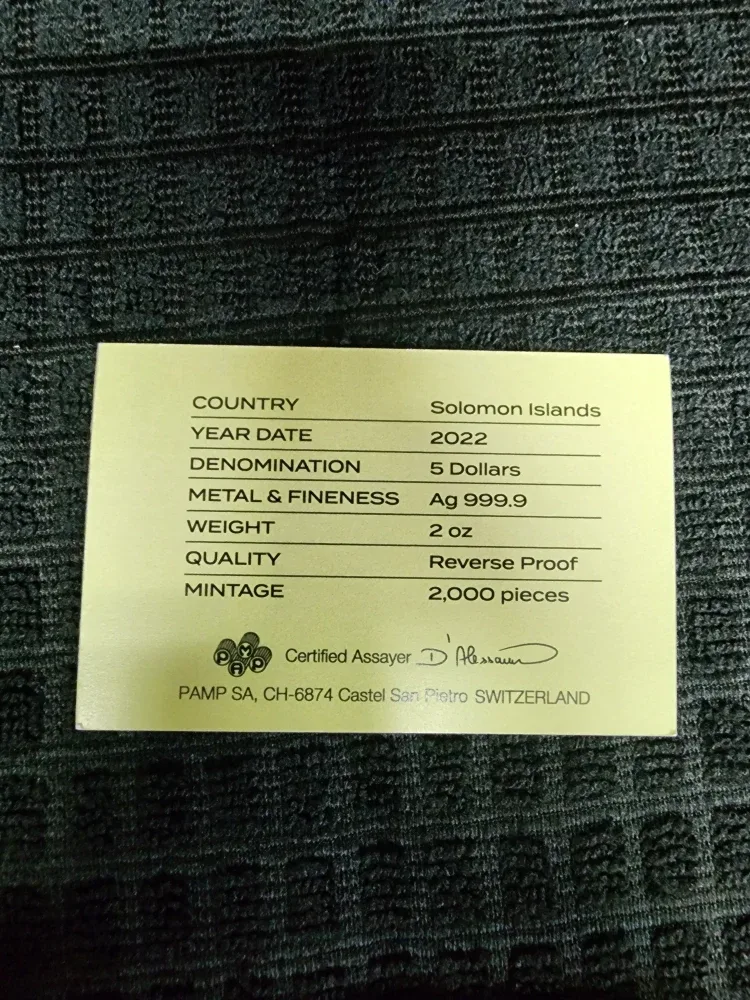 COUNTRY Solomon Islands
YEAR DATE 2022
DENOMINATION 5 Dollars
METAL & FINENESS Ag 999.9
WEIGHT 2 oz
QUALITY Reverse Proof
MINTAGE 2,000 pieces
PAMP Certified Assayer
PAMP SA, CH-6874 Castel San Pietro SWITZERLAND